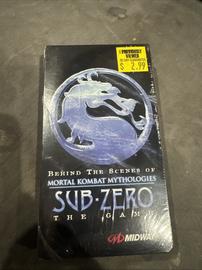 PREVIOUSLY
VIEWED
$ 2.99
BEHIND THE SCENES OF
MORTAL KOMBAT MYTHOLOGIES
SUB-ZERO
THE GAME
MIDWAY